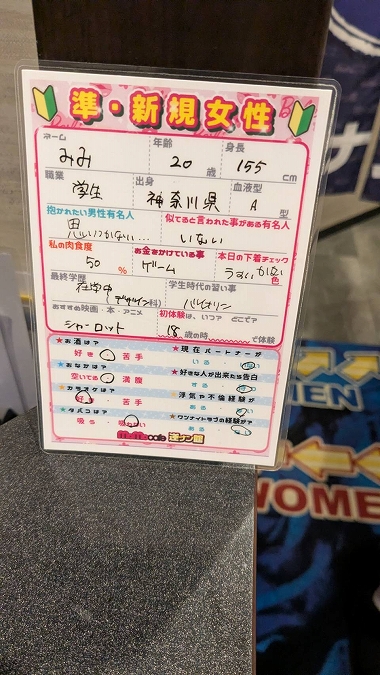 準・新規女性
ネーム
年齢
身長
みみ
20 歳
155 cm
職業
出身
血液型
学生
神奈川県
A 型
抱かれたい男性有名人
似てると言われた事がある有名人
思いつかない…
いない
私の肉食度
お金をかけている事
本日の下着チェック
50 %
ゲーム
色
最終学歴
学生時代の習い事
在学中(デザイン科)
バイオリン
おすすめ映画・本・アニメ
初体験は、いつ? どこで?
シャーロット
18 歳の時 で体験
★お酒は?
★現在パートナーが
好き・苦手
いる
★おなかは?
★好きな人が出来たら告白
空いてる・満腹
する
★カラオケは?
★浮気や不倫経験が
好き・苦手
ある
★タバコは?
★ワンナイトラブの経験が?
吸う・吸わない
ある
cafe
MEN
WOME